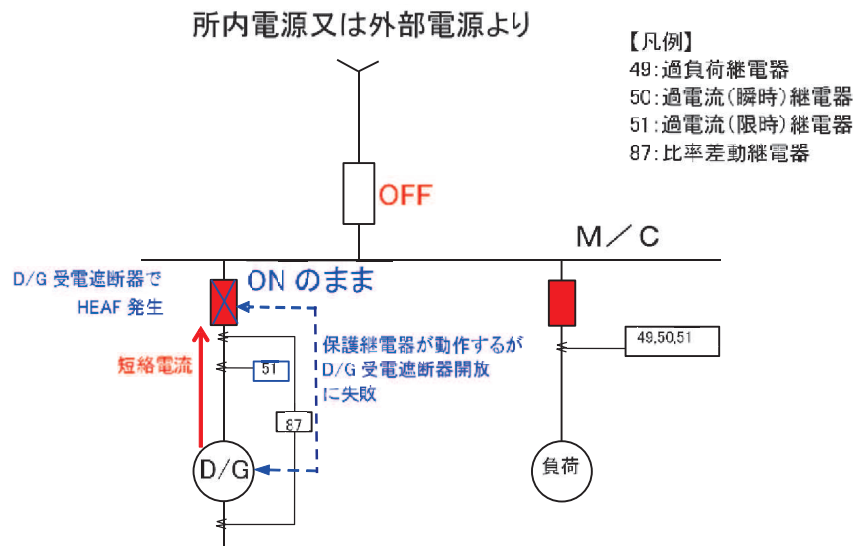 所内電源又は外部電源より
【凡例】
49:過負荷継電器
50:過電流(瞬時)継電器
51:過電流(限時)継電器
87:比率差動継電器
OFF
M/C
D/G 受電遮断器で
HEAF 発生
ON のまま
保護継電器が動作するが
D/G 受電遮断器開放
に失敗
短絡電流
51
87
49,50,51
D/G
負荷